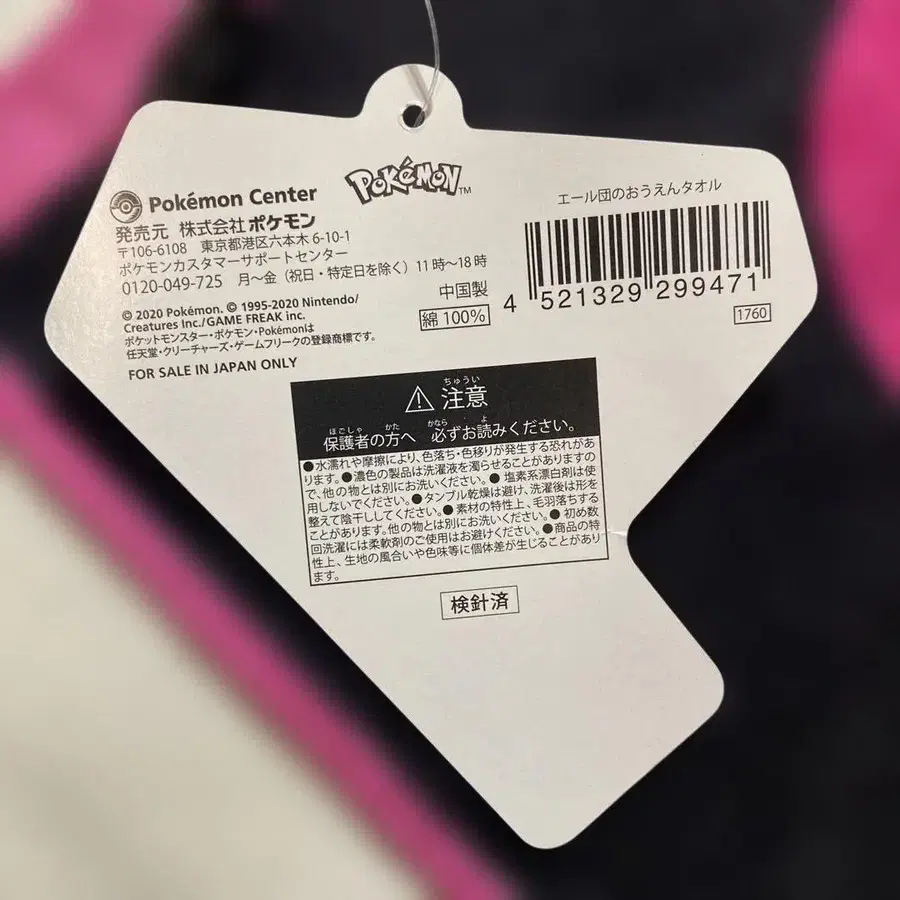 Pokémon Center
POKéMON™
発売元 株式会社ポケモン
〒106-6108 東京都港区六本木6-10-1
ポケモンカスタマーサポートセンター
0120-049-725 月～金(祝日・特定日を除く)11時～18時
© 2020 Pokémon. © 1995-2020 Nintendo/
Creatures Inc./GAME FREAK inc.
ポケットモンスター・ポケモン・Pokémonは
任天堂・クリーチャーズ・ゲームフリークの登録商標です。
FOR SALE IN JAPAN ONLY
中国製
綿 100%
エール団のおうえんタオル
4 521329 299471
1760
ちゅうい
注意
ほごしゃ かた かなら よ
保護者の方へ 必ずお読みください。
●水濡れや摩擦により、色落ち・色移りが発生する恐れがあ
ります。●濃色の製品は洗濯液を濁らせることがありますの
で、他の物とは別にお洗いください。● 塩素系漂白剤は使
用しないでください。●タンブル乾燥は避け、洗濯後は形を
整えて陰干ししてください。● 素材の特性上、毛羽落ちする
ことがあります。他の物とは別にお洗いください。● 初め数
回洗濯には柔軟剤のご使用はお避けください。●商品の特
性上、生地の風合いや色味等に個体差が生じることがあり
ます。
検針済